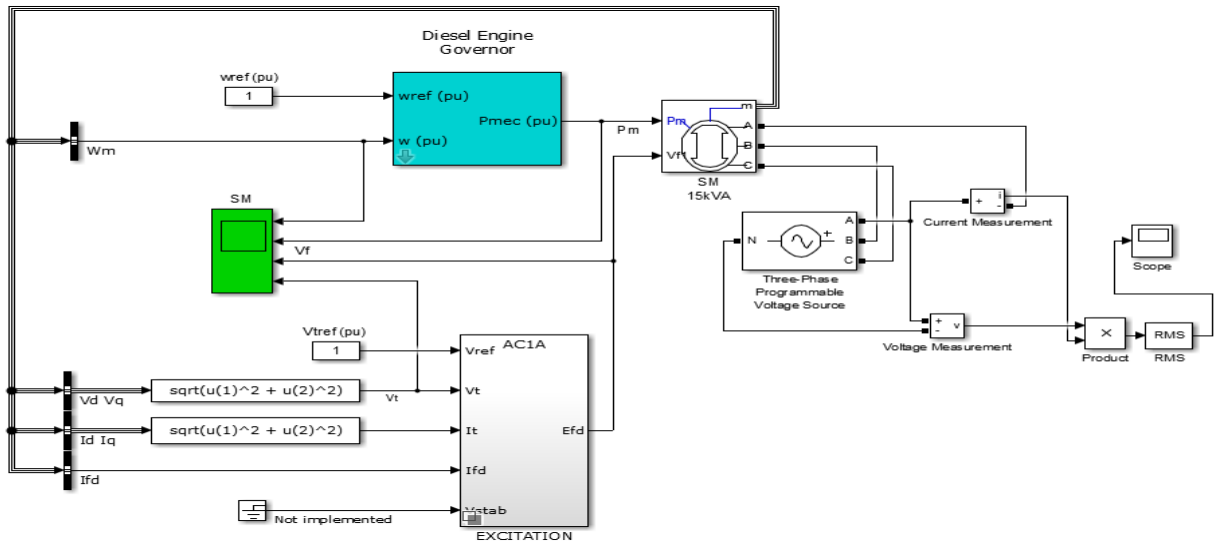 Diesel Engine
Governor
wref (pu)
1
wref (pu)
Pmec (pu)
w (pu)
Wm
Pm
Pm
m
A
B
C
SM
15kVA
SM
Vf
N
A
B
C
+
Three-Phase
Programmable
Voltage Source
+
-
i
Current Measurement
Scope
+
-
v
Voltage Measurement
×
Product
RMS
RMS
Vtref (pu)
1
AC1A
Vref
Vt
It
Ifd
Efd
EXCITATION
sqrt(u(1)^2 + u(2)^2)
Vt
Vd Vq
sqrt(u(1)^2 + u(2)^2)
Id Iq
Ifd
Not implemented